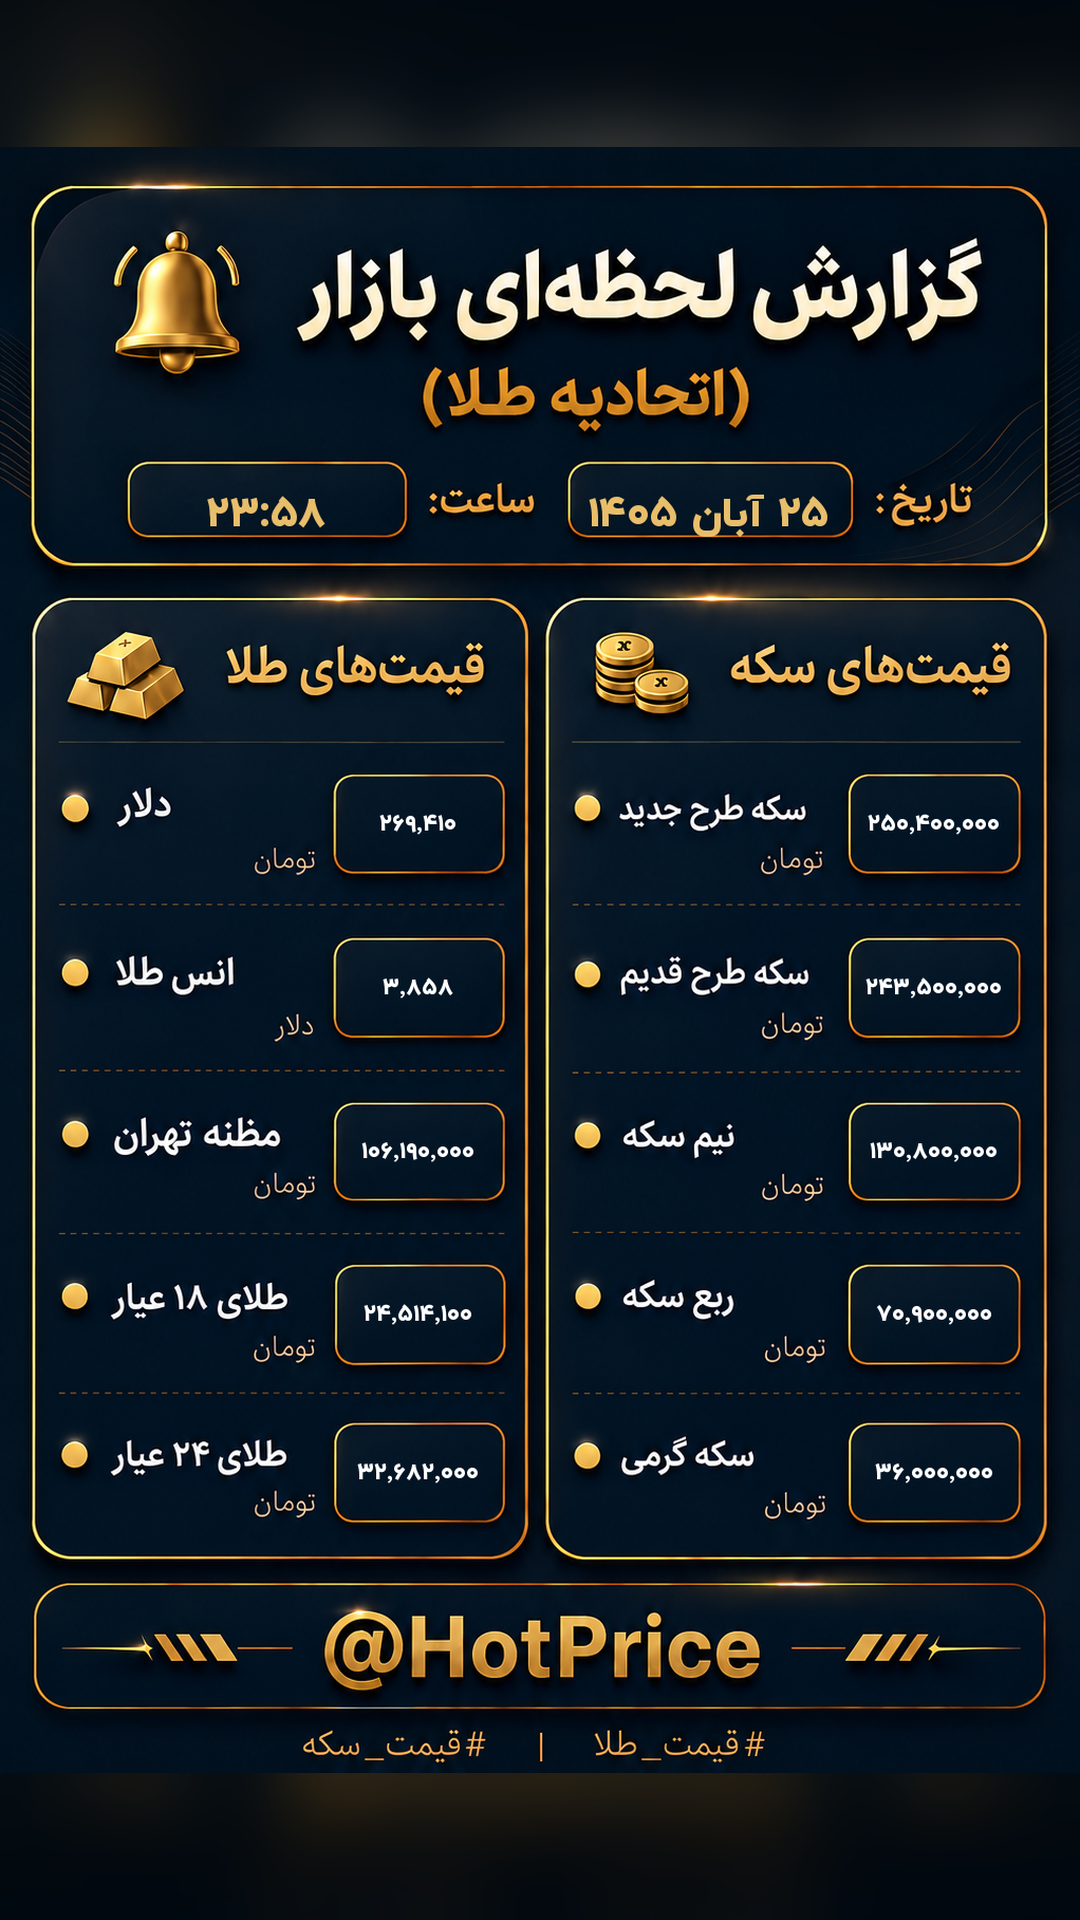 گزارش لحظه‌ای بازار
(اتحادیه طلا)
تاریخ: ۲۵ آبان ۱۴۰۵ ساعت: ۲۳:۵۸
قیمت‌های سکه
سکه طرح جدید ۲۵۰,۴۰۰,۰۰۰
تومان
سکه طرح قدیم ۲۴۳,۵۰۰,۰۰۰
تومان
نیم سکه ۱۳۰,۸۰۰,۰۰۰
تومان
ربع سکه ۷۰,۹۰۰,۰۰۰
تومان
سکه گرمی ۳۶,۰۰۰,۰۰۰
تومان
قیمت‌های طلا
دلار ۲۶۹,۴۱۰
تومان
انس طلا ۳,۸۵۸
دلار
مظنه تهران ۱۰۶,۱۹۰,۰۰۰
تومان
طلای ۱۸ عیار ۲۴,۵۱۴,۱۰۰
تومان
طلای ۲۴ عیار ۳۲,۶۸۲,۰۰۰
تومان
@HotPrice
#قیمت_طلا | #قیمت_سکه